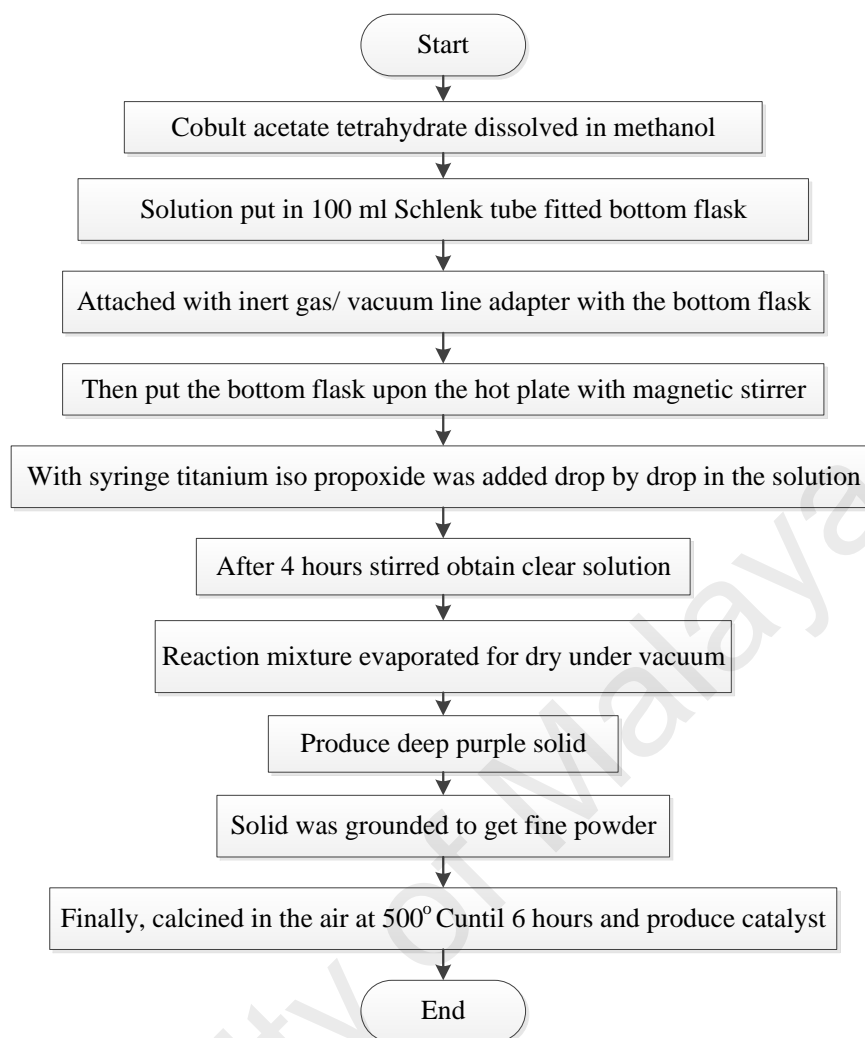 Start
Cobult acetate tetrahydrate dissolved in methanol
Solution put in 100 ml Schlenk tube fitted bottom flask
Attached with inert gas/ vacuum line adapter with the bottom flask
Then put the bottom flask upon the hot plate with magnetic stirrer
With syringe titanium iso propoxide was added drop by drop in the solution
After 4 hours stirred obtain clear solution
Reaction mixture evaporated for dry under vacuum
Produce deep purple solid
Solid was grounded to get fine powder
Finally, calcined in the air at 500° Cuntil 6 hours and produce catalyst
End
of Malaya